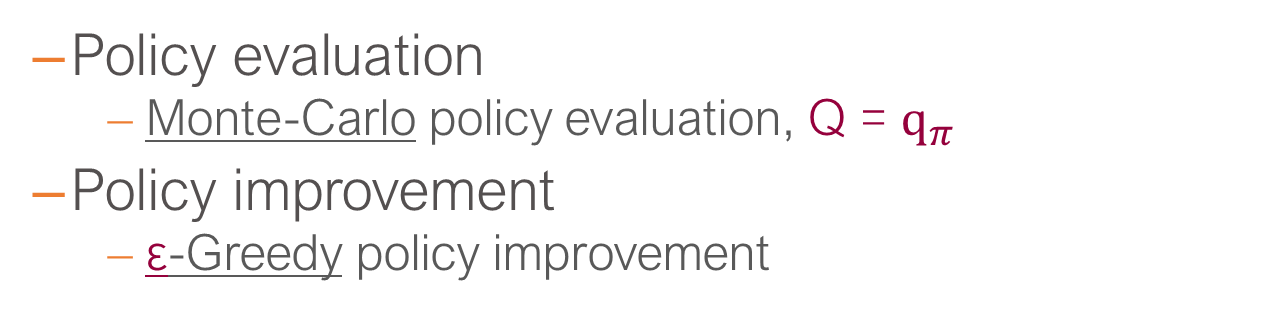 –Policy evaluation
– Monte-Carlo policy evaluation, Q = qπ
–Policy improvement
– ε-Greedy policy improvement